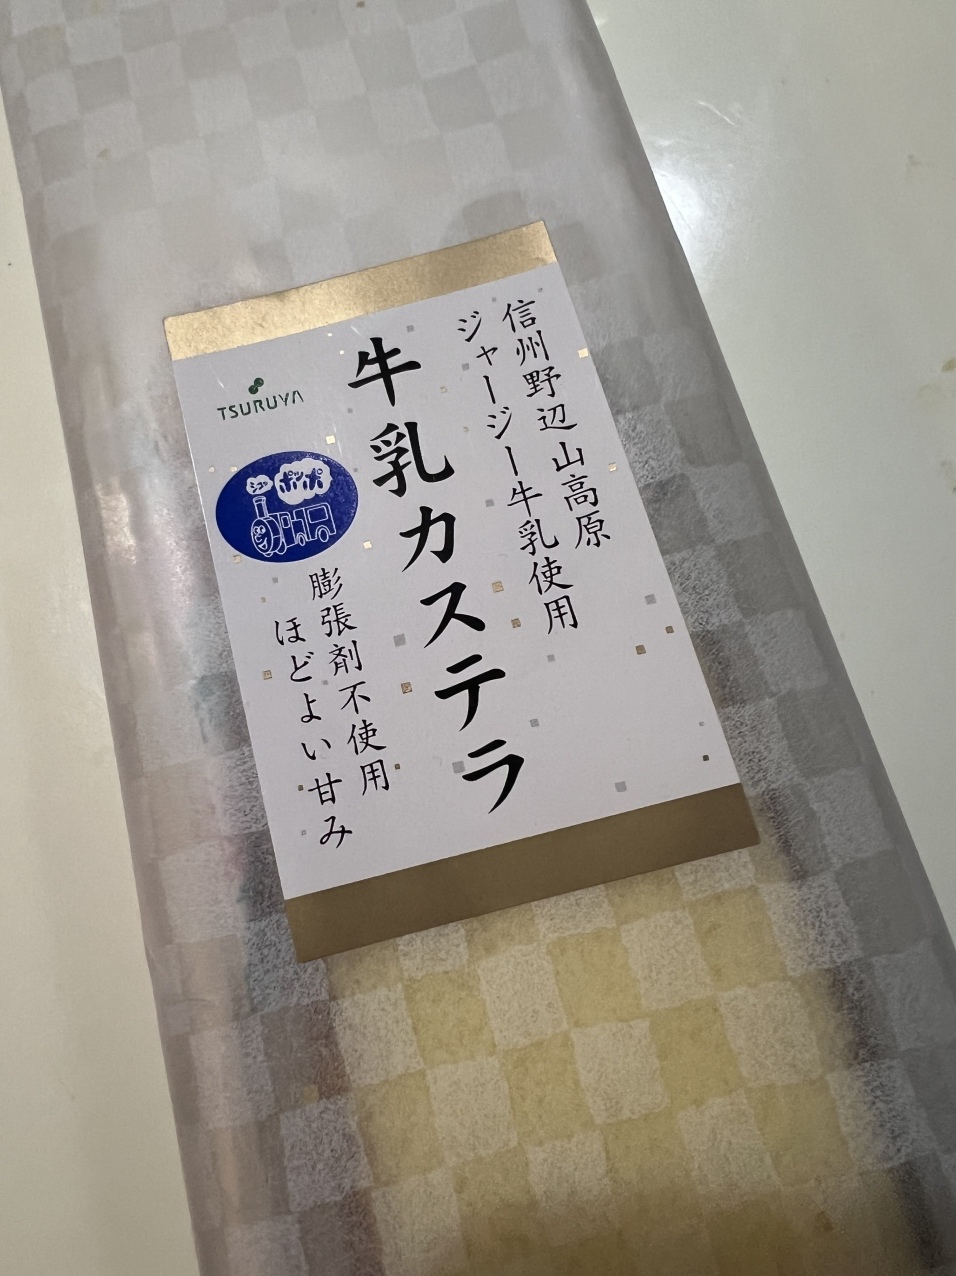 信州野辺山高原
ジャージー牛乳使用
牛乳カステラ
TSURUYA
シュッ
ポッポ
膨張剤不使用
ほどよい甘み